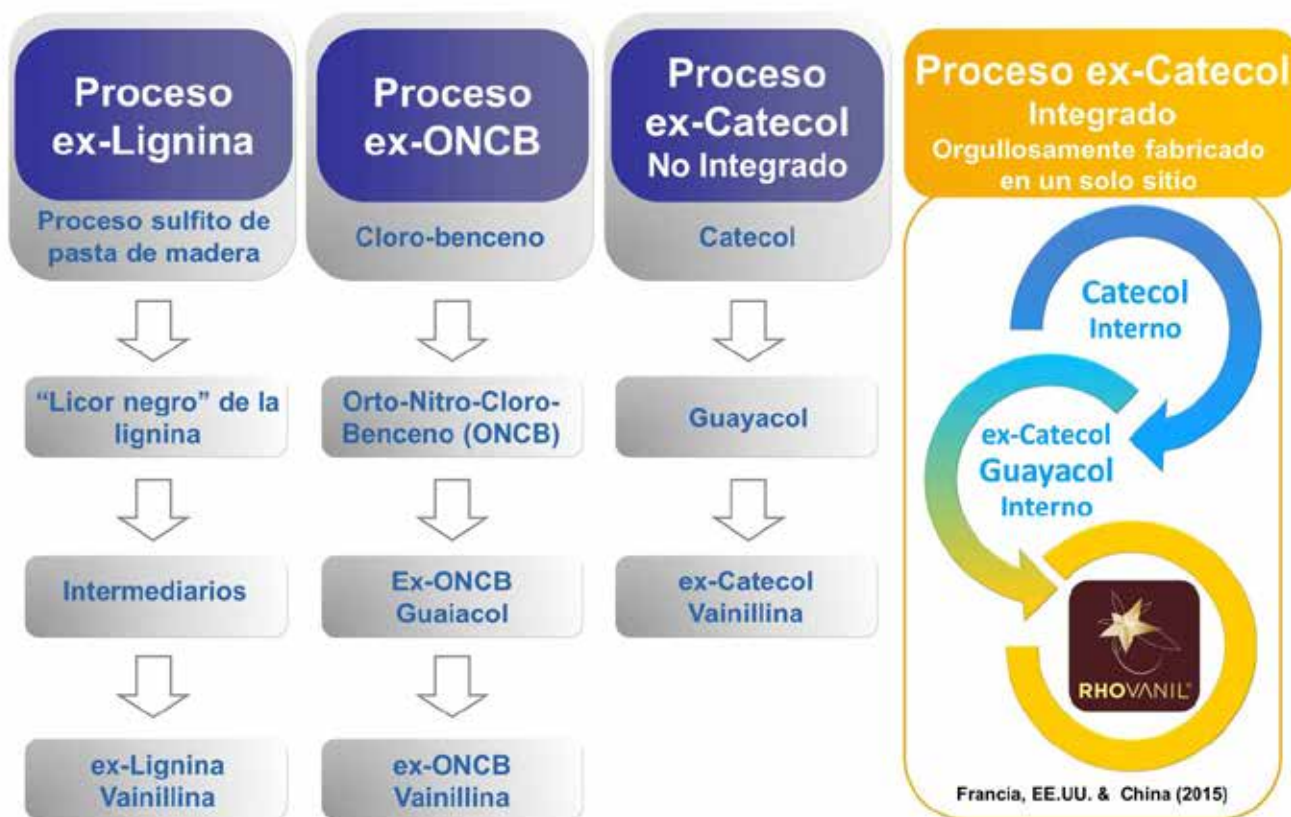 Proceso
ex-Lignina
Proceso sulfito de
pasta de madera
“Licor negro” de la
lignina
Intermediarios
ex-Lignina
Vainillina
Proceso
ex-ONCB
Cloro-benceno
Orto-Nitro-Cloro-
Benceno (ONCB)
Ex-ONCB
Guaiacol
ex-ONCB
Vainillina
Proceso
ex-Catecol
No Integrado
Catecol
Guayacol
ex-Catecol
Vainillina
Proceso ex-Catecol
Integrado
Orgullosamente fabricado
en un solo sitio
Catecol
Interno
ex-Catecol
Guayacol
Interno
RHOVANIL®
Francia, EE.UU. & China (2015)